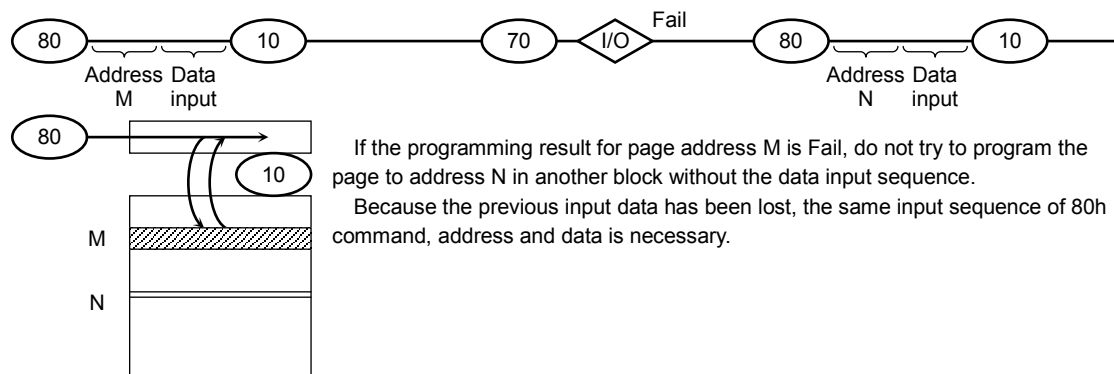 Fail
80 10 70 I/O 80 10
Address Data Address Data
M input N input
80
If the programming result for page address M is Fail, do not try to program the
10
page to address N in another block without the data input sequence.
Because the previous input data has been lost, the same input sequence of 80h
M
command, address and data is necessary.
N